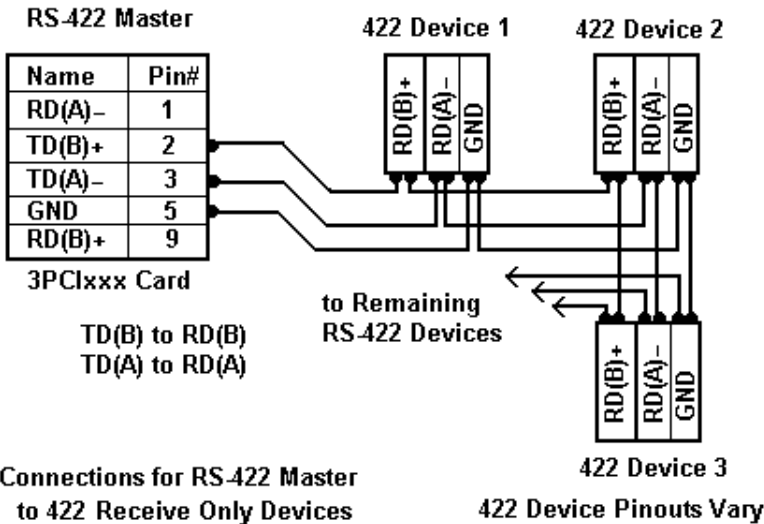 RS-422 Master
422 Device 1
422 Device 2
Name Pin#
RD(A)– 1
TD(B)+ 2
TD(A)– 3
GND 5
RD(B)+ 9
3PCIxxx Card
RD(B)+
RD(A)–
GND
RD(B)+
RD(A)–
GND
TD(B) to RD(B)
TD(A) to RD(A)
to Remaining
RS-422 Devices
RD(B)+
RD(A)–
GND
422 Device 3
Connections for RS-422 Master
to 422 Receive Only Devices
422 Device Pinouts Vary